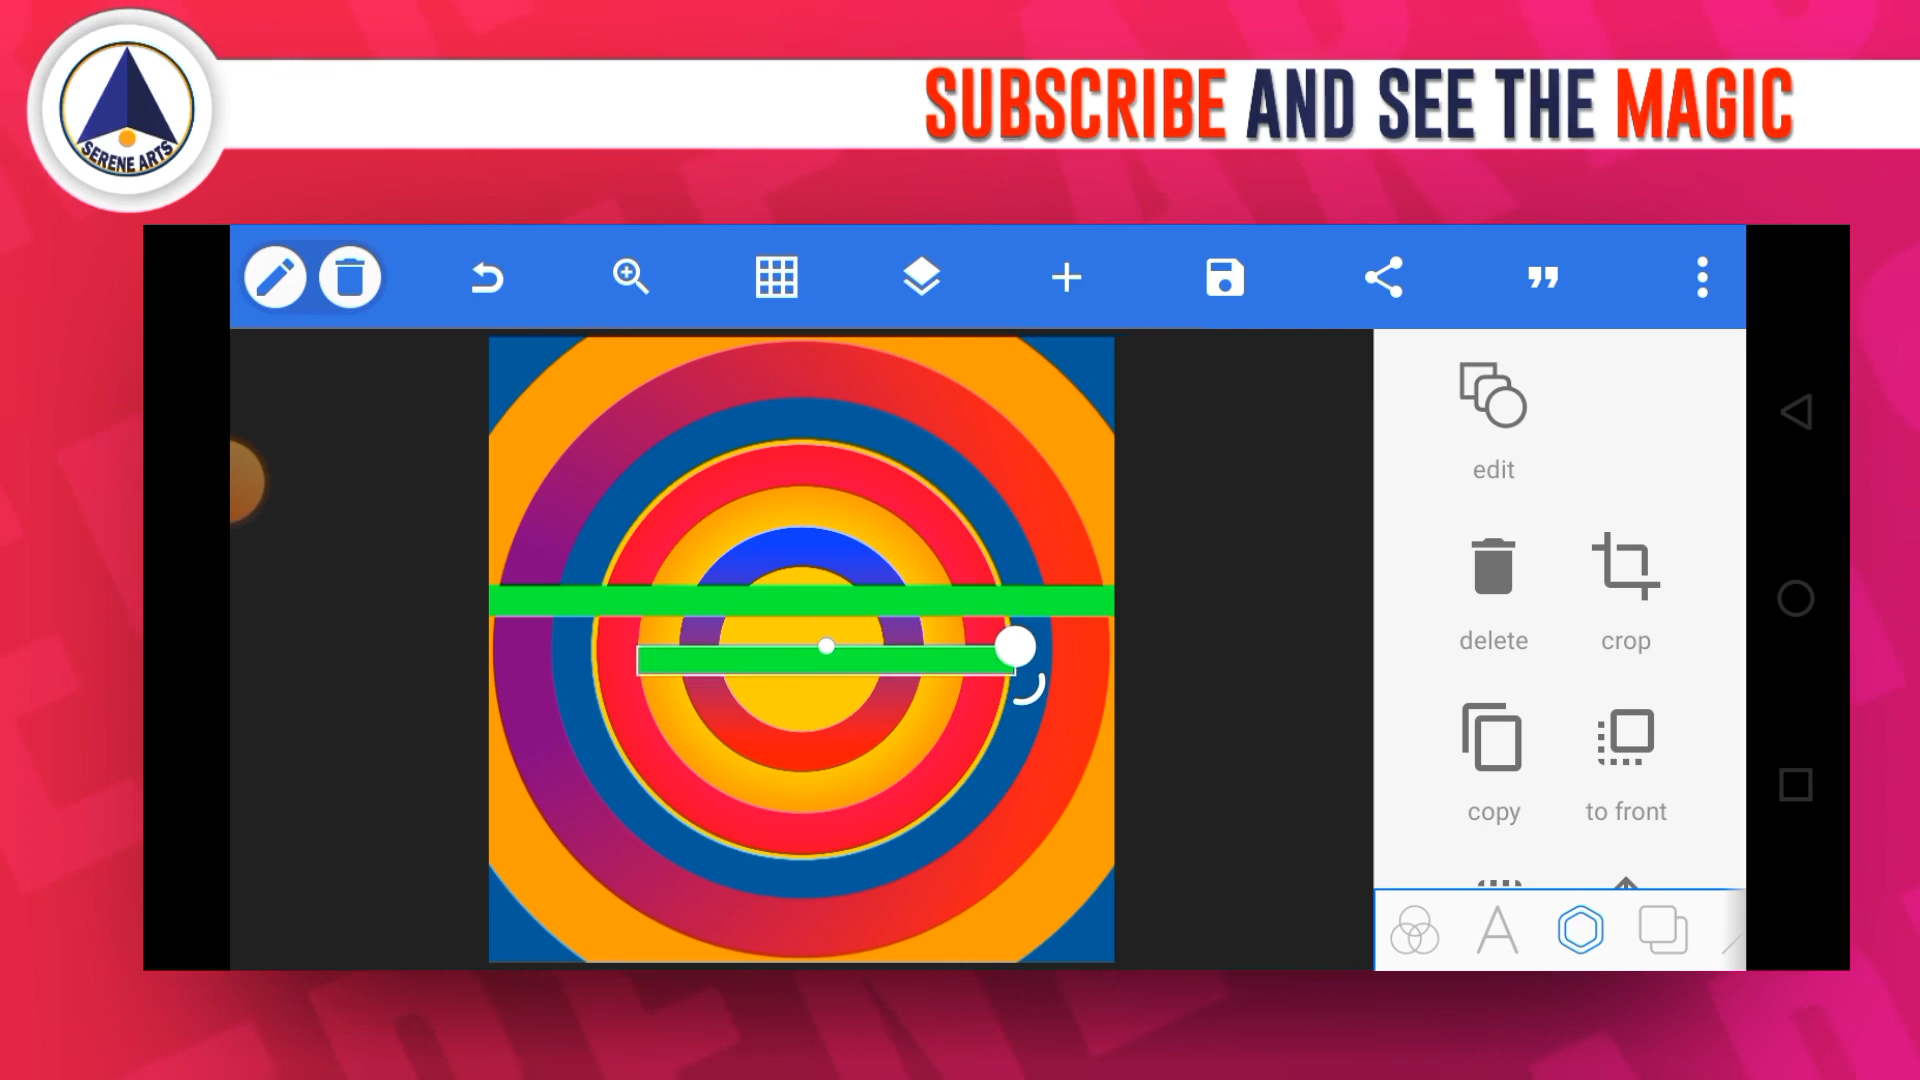 SUBSCRIBE AND SEE THE MAGIC
SERENE ARTS
edit
delete
crop
copy
to front